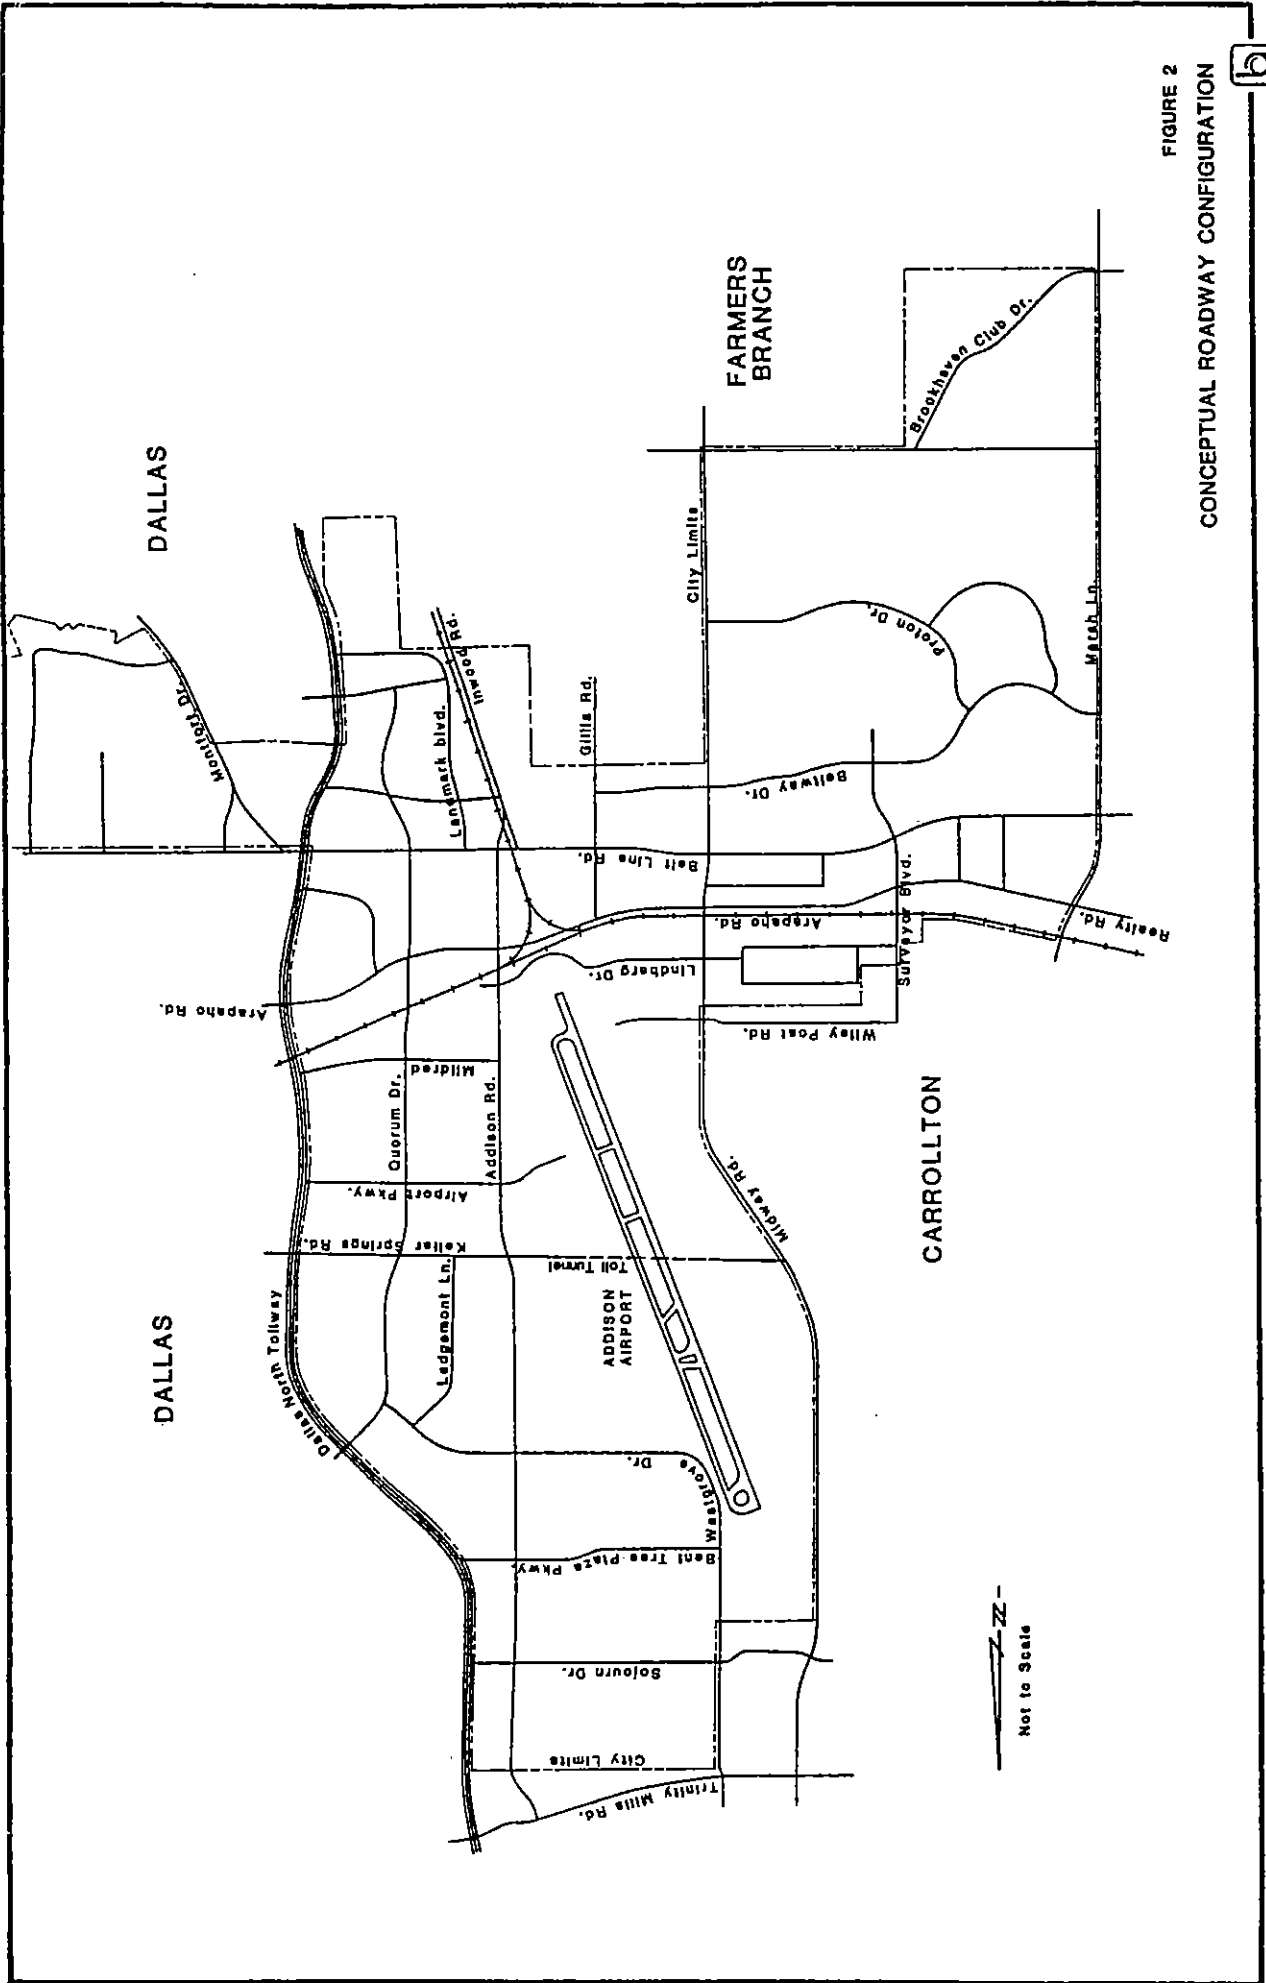 DALLAS
DALLAS
FARMERS
BRANCH
CARROLLTON
Montfort Dr.
Landmark blvd.
Inwood Rd.
Gillis Rd.
City Limits
Proton Dr.
Brookhaven Club Dr.
Marsh Ln.
Beltway Dr.
Belt Line Rd.
Surveyor Blvd.
Arapaho Rd.
Realty Rd.
Lindberg Dr.
Wiley Post Rd.
Arapaho Rd.
Mildred
Quorum Dr.
Addison Rd.
Airport Pkwy.
Midway Rd.
Keller Springs Rd.
Toll Tunnel
Ledgemont Ln.
ADDISON
AIRPORT
Dallas North Tollway
Westgrove Dr.
Bent Tree Plaza Pkwy.
Sojourn Dr.
City Limits
Trinity Mills Rd.
N
Not to Scale
FIGURE 2
CONCEPTUAL ROADWAY CONFIGURATION